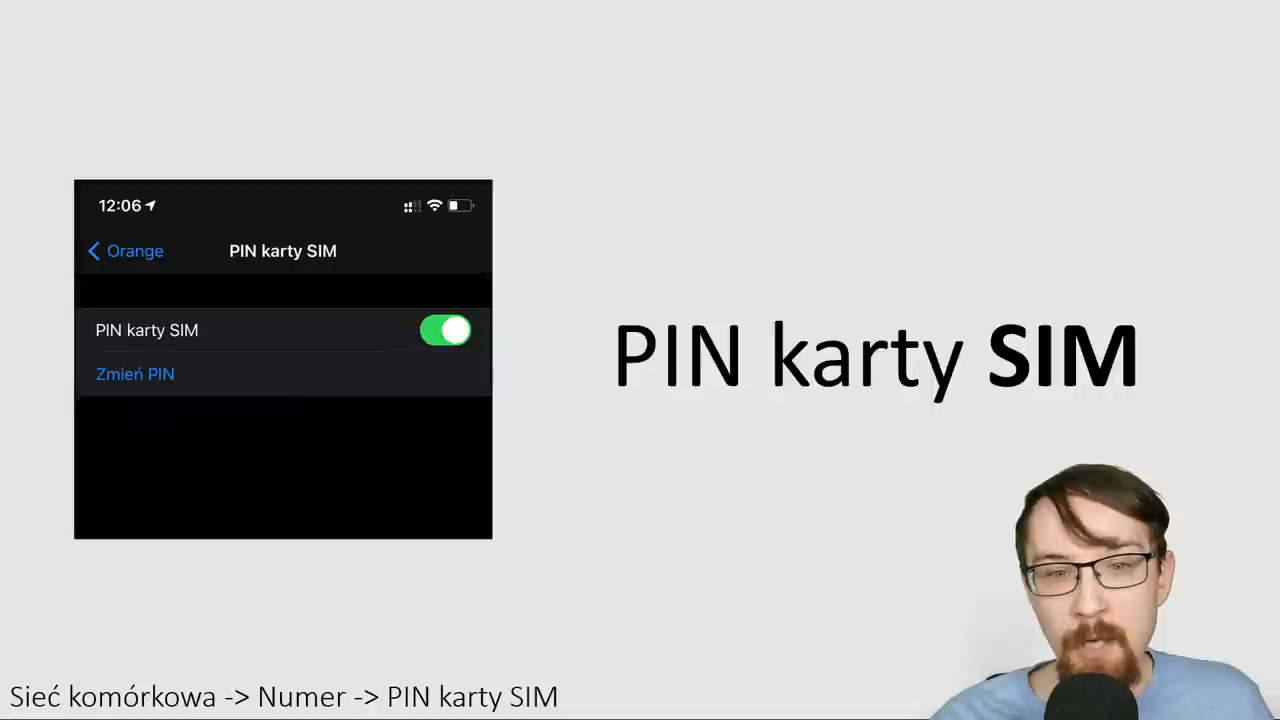 12:06
Orange
PIN karty SIM
PIN karty SIM
Zmień PIN
PIN karty SIM
Sieć komórkowa -> Numer -> PIN karty SIM